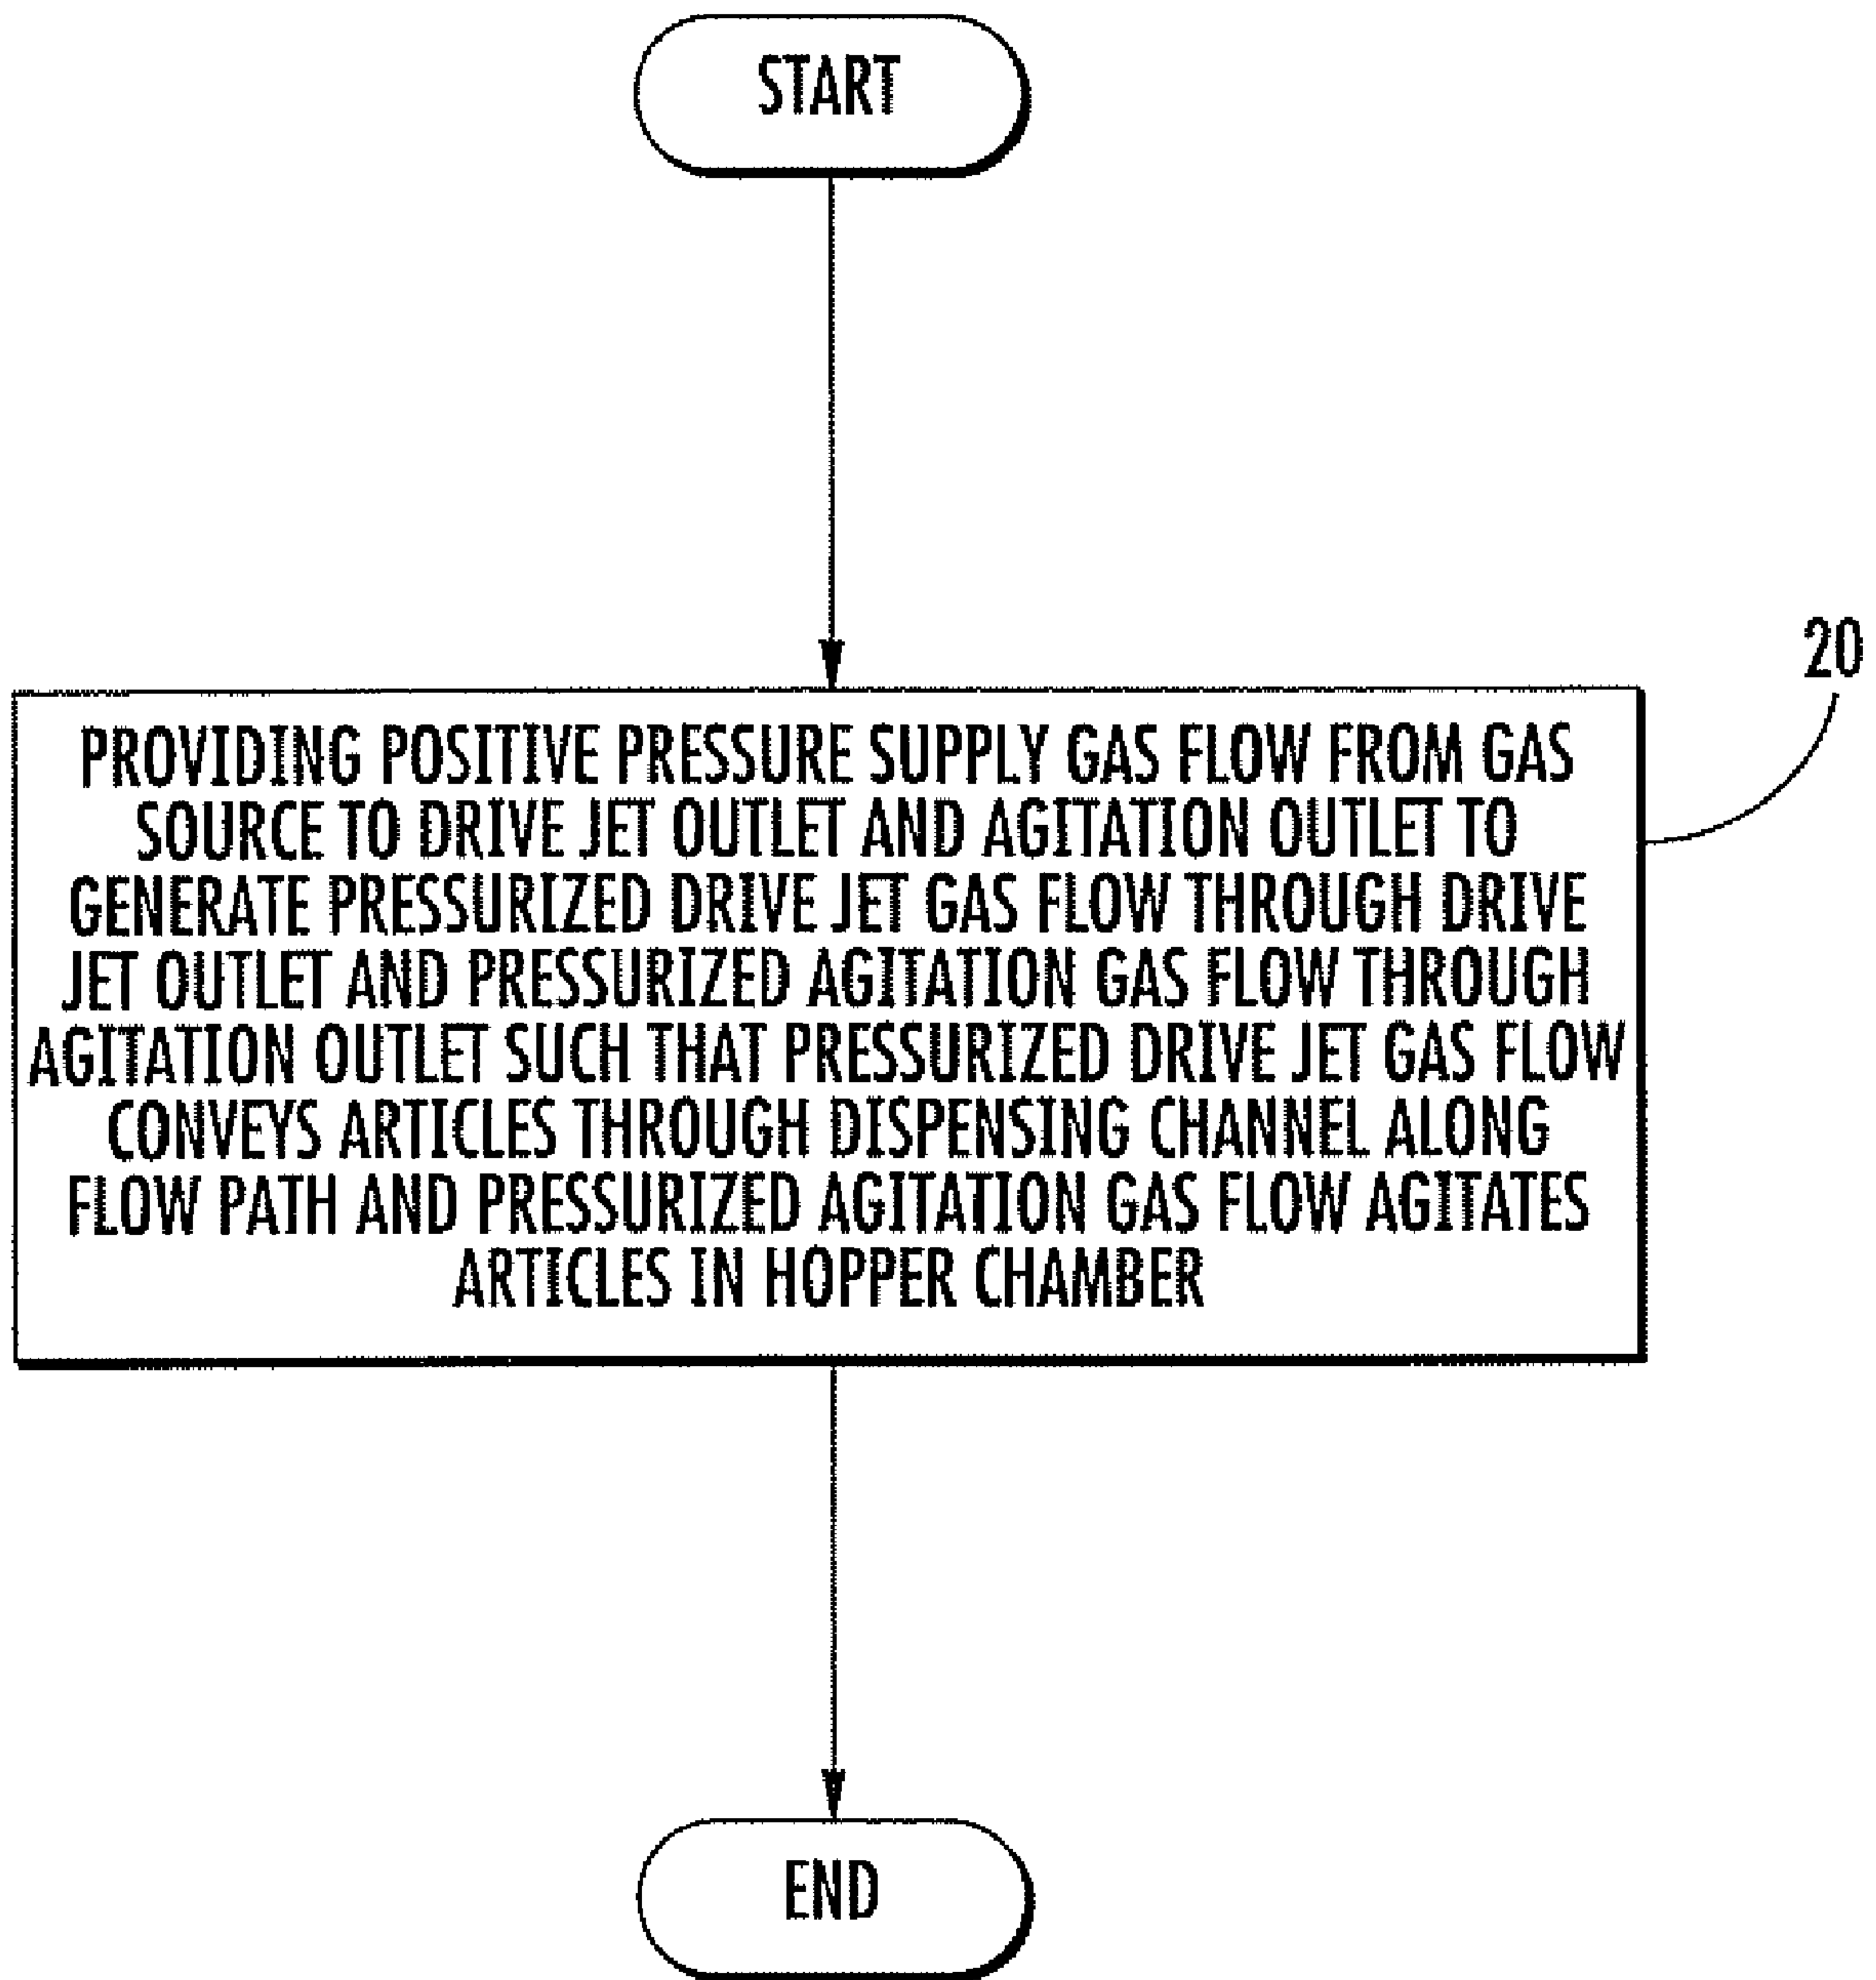 START
20
PROVIDING POSITIVE PRESSURE SUPPLY GAS FLOW FROM GAS
SOURCE TO DRIVE JET OUTLET AND AGITATION OUTLET TO
GENERATE PRESSURIZED DRIVE JET GAS FLOW THROUGH DRIVE
JET OUTLET AND PRESSURIZED AGITATION GAS FLOW THROUGH
AGITATION OUTLET SUCH THAT PRESSURIZED DRIVE JET GAS FLOW
CONVEYS ARTICLES THROUGH DISPENSING CHANNEL ALONG
FLOW PATH AND PRESSURIZED AGITATION GAS FLOW AGITATES
ARTICLES IN HOPPER CHAMBER
END